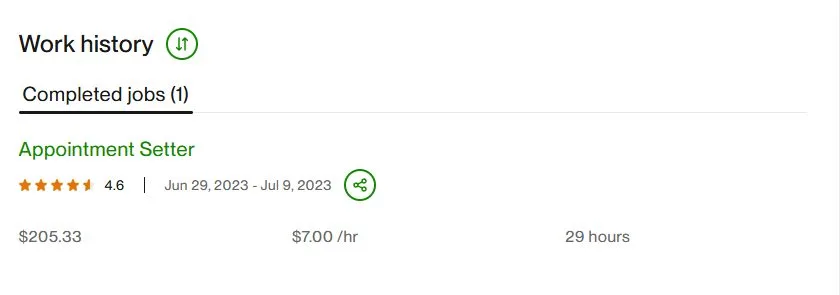 Work history
Completed jobs (1)
Appointment Setter
4.6 Jun 29, 2023 - Jul 9, 2023
$205.33 $7.00 /hr 29 hours